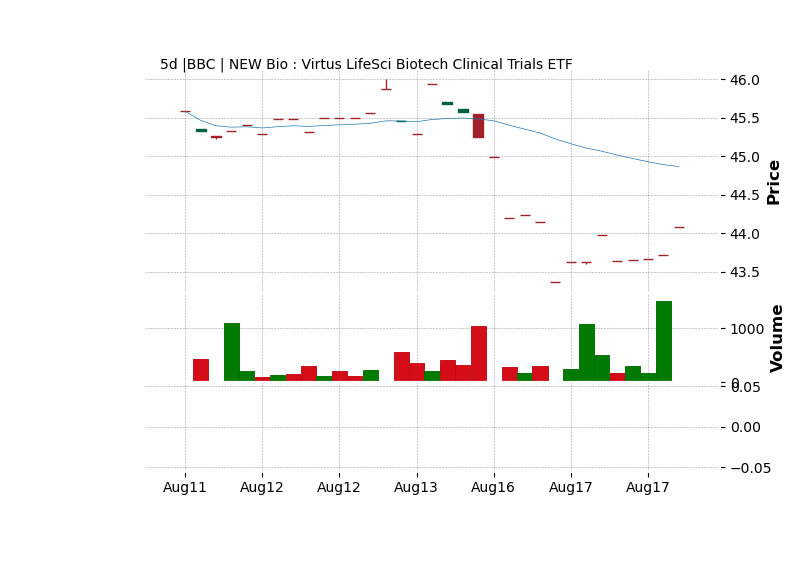 5d |BBC | NEW Bio : Virtus LifeSci Biotech Clinical Trials ETF
46.0
45.5
45.0
44.5
44.0
43.5
Price
1000
0
Volume
0.05
0.00
−0.05
Aug11 Aug12 Aug12 Aug13 Aug16 Aug17 Aug17